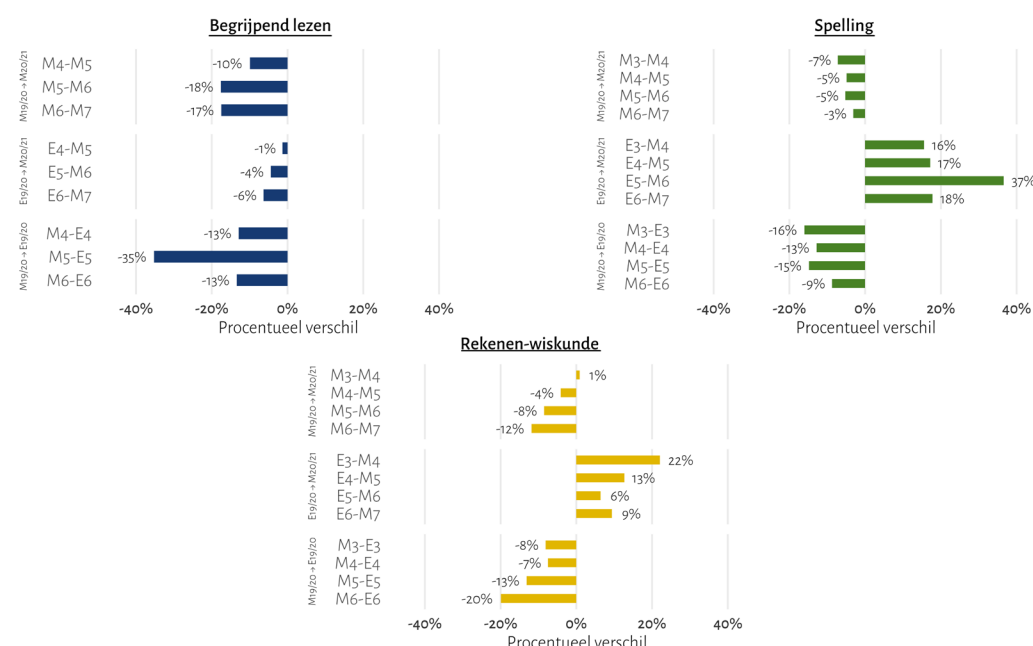 Begrijpend lezen
M19/20→M20/21
M4-M5 -10%
M5-M6 -18%
M6-M7 -17%
E19/20→M20/21
E4-M5 -1%
E5-M6 -4%
E6-M7 -6%
M19/20→E19/20
M4-E4 -13%
M5-E5 -35%
M6-E6 -13%
-40% -20% 0% 20% 40%
Procentueel verschil
Spelling
M19/20→M20/21
M3-M4 -7%
M4-M5 -5%
M5-M6 -5%
M6-M7 -3%
E19/20→M20/21
E3-M4 16%
E4-M5 17%
E5-M6 37%
E6-M7 18%
M19/20→E19/20
M3-E3 -16%
M4-E4 -13%
M5-E5 -15%
M6-E6 -9%
-40% -20% 0% 20% 40%
Procentueel verschil
Rekenen-wiskunde
M19/20→M20/21
M3-M4 1%
M4-M5 -4%
M5-M6 -8%
M6-M7 -12%
E19/20→M20/21
E3-M4 22%
E4-M5 13%
E5-M6 6%
E6-M7 9%
M19/20→E19/20
M3-E3 -8%
M4-E4 -7%
M5-E5 -13%
M6-E6 -20%
-40% -20% 0% 20% 40%
Procentueel verschil